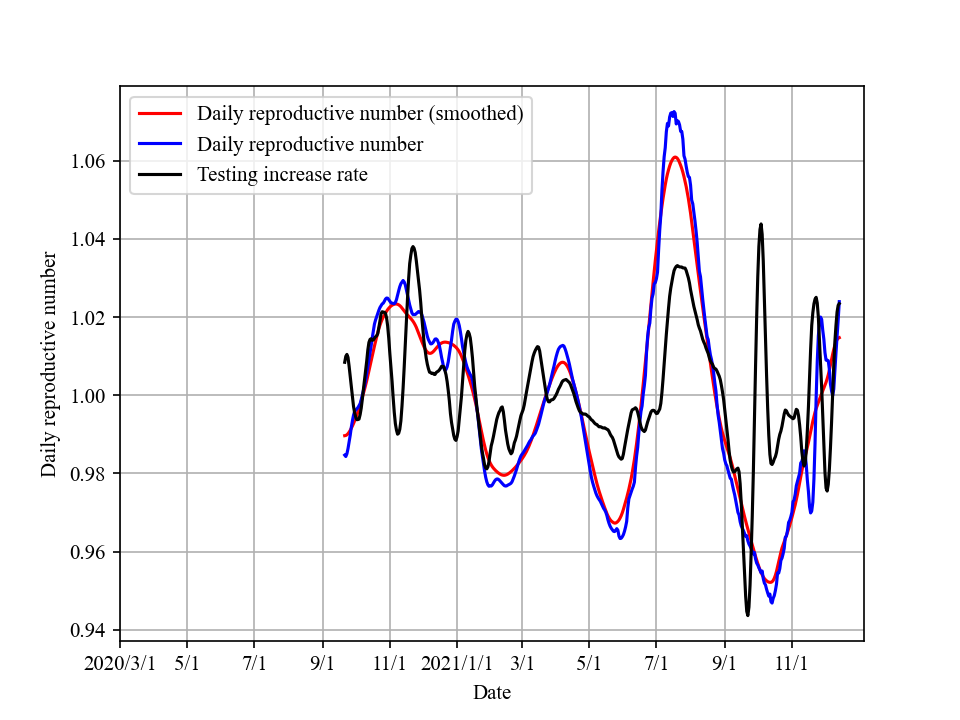 Daily reproductive number (smoothed)
Daily reproductive number
Testing increase rate
Daily reproductive number
1.06
1.04
1.02
1.00
0.98
0.96
0.94
2020/3/1 5/1 7/1 9/1 11/1 2021/1/1 3/1 5/1 7/1 9/1 11/1
Date